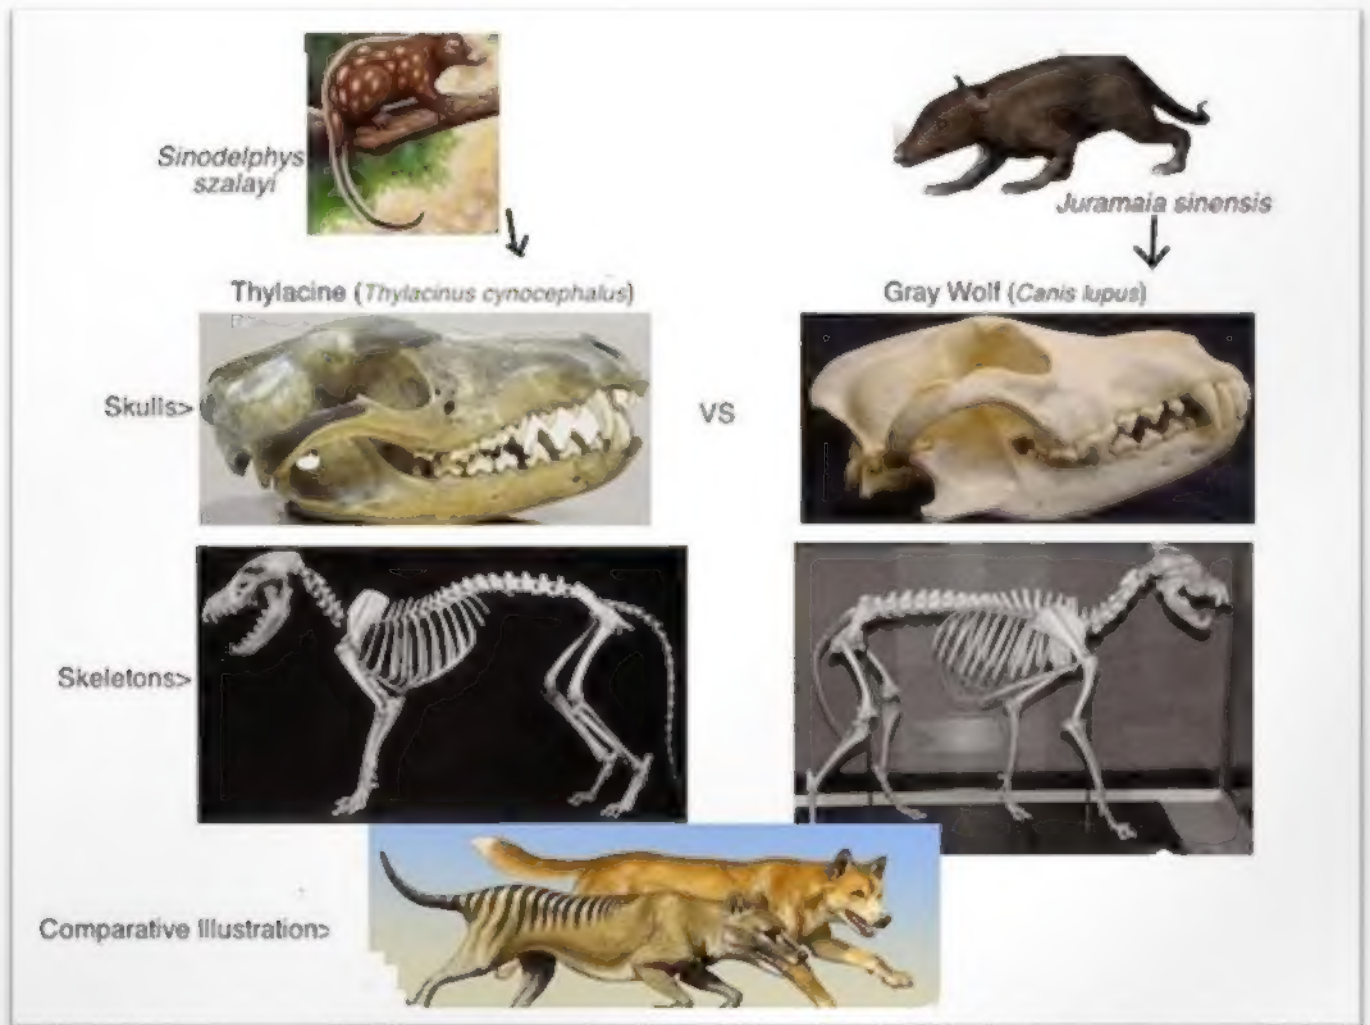 Sinodelphys
szalayi
Juramaia sinensis
Thylacine (Thylacinus cynocephalus)
Gray Wolf (Canis lupus)
Skulls>
VS
Skeletons>
Comparative Illustration>